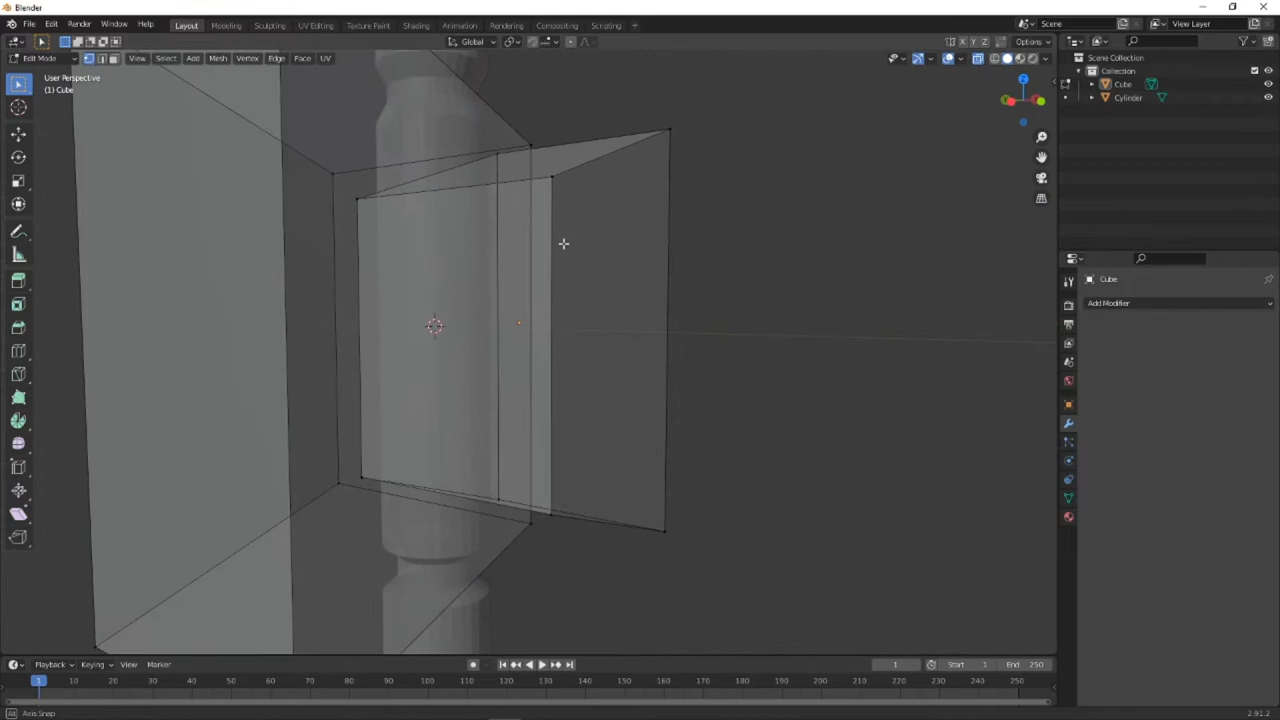 Blender
File Edit Render Window Help Layout Modeling Sculpting UV Editing Texture Paint Shading Animation Rendering Compositing Scripting + Scene View Layer
Global X Y Z Options
Edit Mode View Select Add Mesh Vertex Edge Face UV
User Perspective
(1) Cube
Z
Scene Collection
Collection
Cube
Cylinder
Cube
Add Modifier
Playback Keying View Marker 1 Start 1 End 250
1 10 20 30 40 50 60 70 80 90 100 110 120 130 140 150 160 170 180 190 200 210 220 230 240 250
Axis Snap 2.91.2